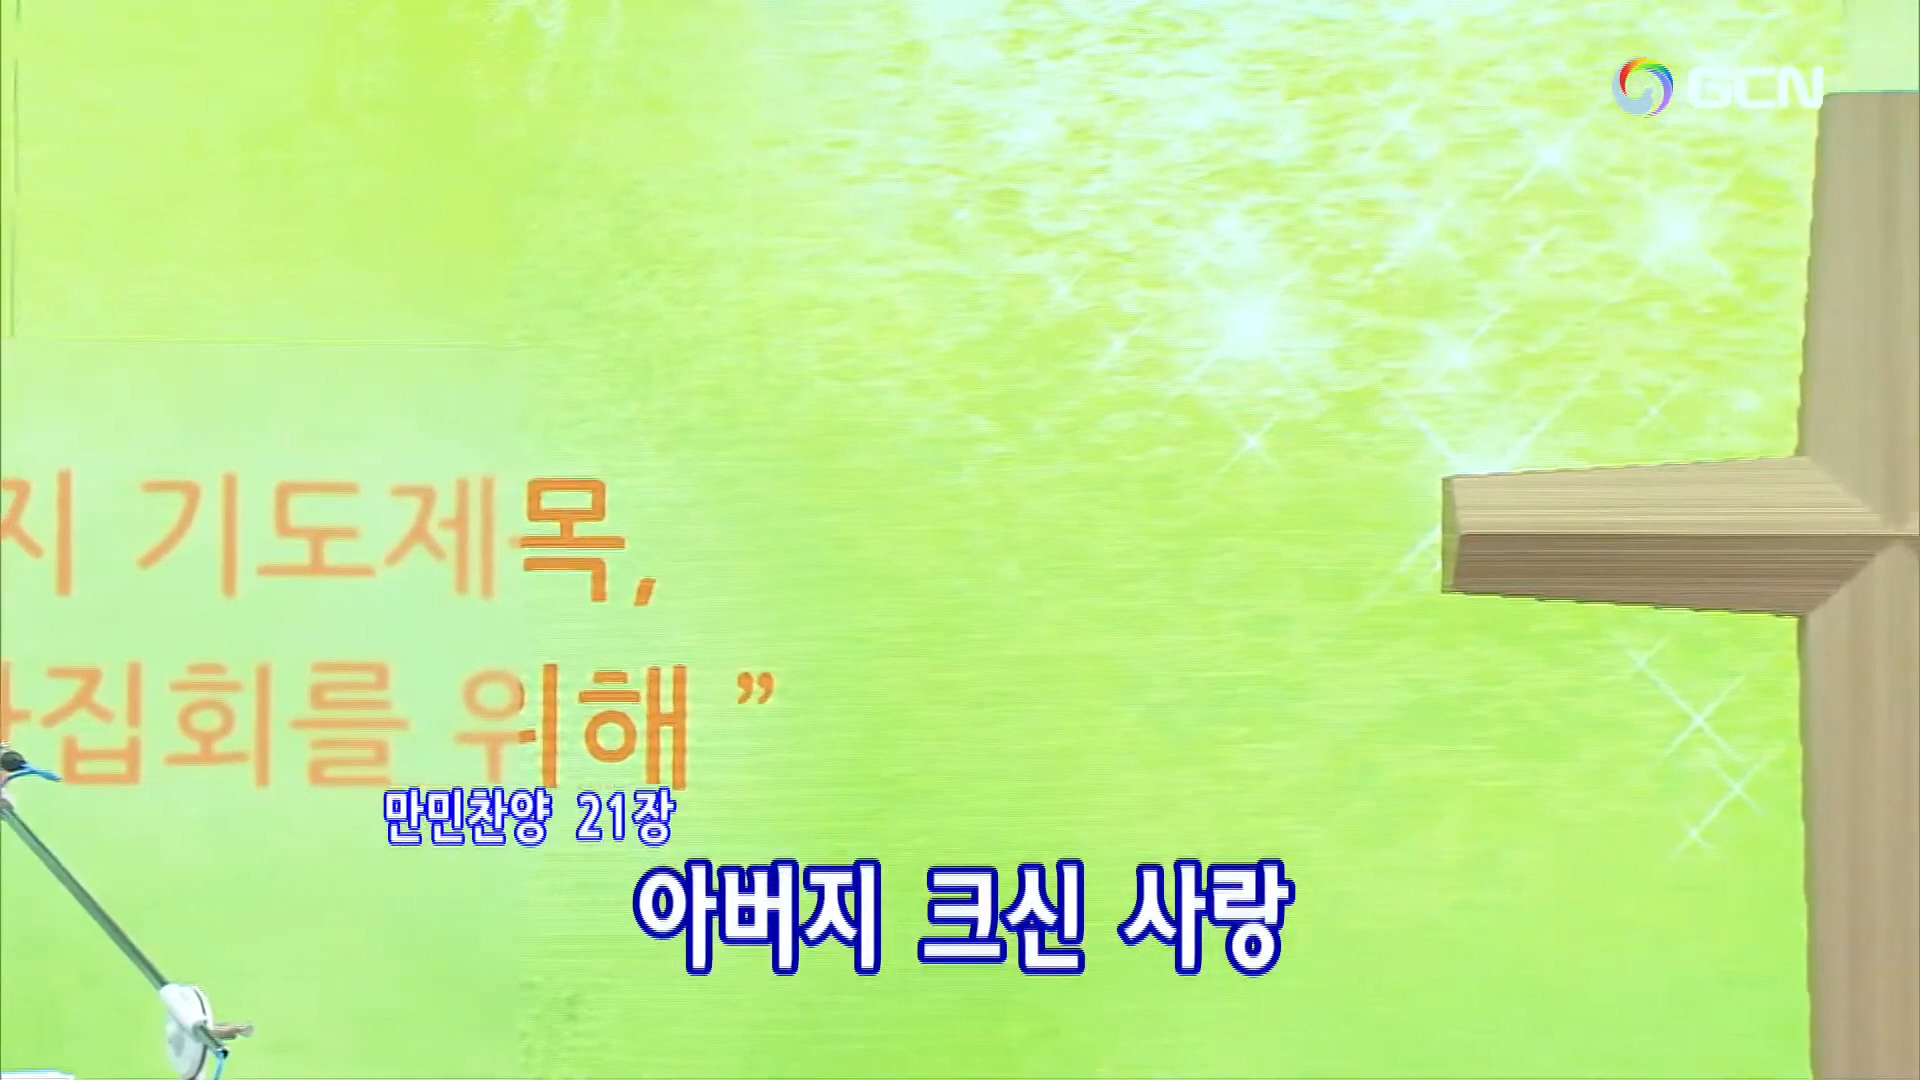 GCN
지 기도제목,
집회를 위해 ”
만민찬양 21장
아버지 크신 사랑